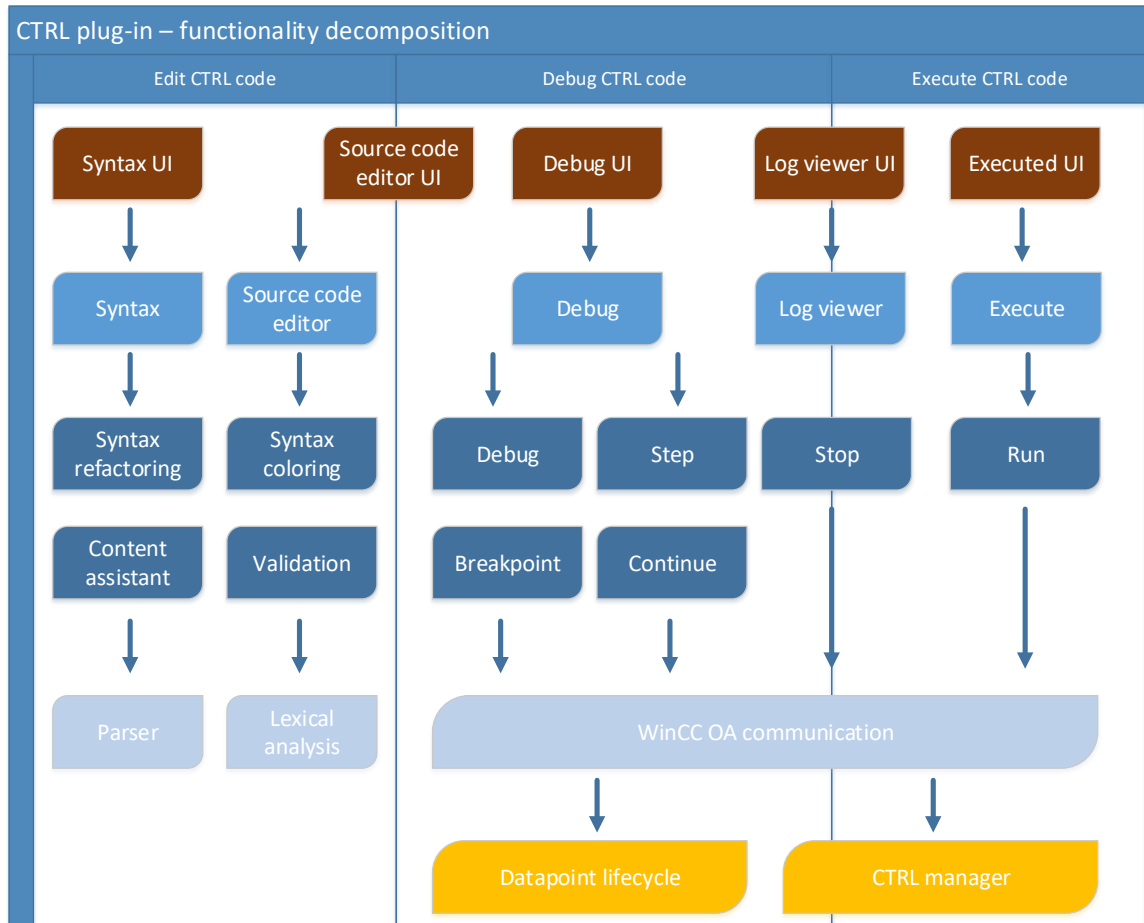 CTRL plug-in – functionality decomposition
Edit CTRL code
Debug CTRL code
Execute CTRL code
Syntax UI
Source code
editor UI
Debug UI
Log viewer UI
Executed UI
Syntax
Source code
editor
Debug
Log viewer
Execute
Syntax
refactoring
Syntax
coloring
Debug
Step
Stop
Run
Content
assistant
Validation
Breakpoint
Continue
Parser
Lexical
analysis
WinCC OA communication
Datapoint lifecycle
CTRL manager